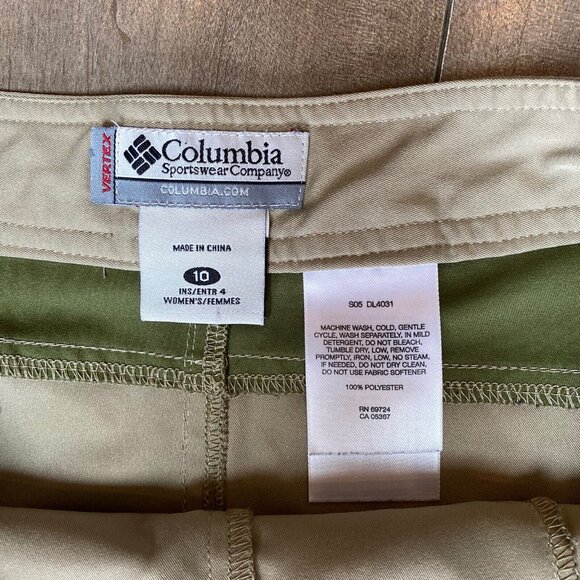 VERTEX
Columbia
Sportswear Company®
COLUMBIA.COM
MADE IN CHINA
10
INS/ENTR 4
WOMEN'S/FEMMES
S05 DL4031
MACHINE WASH, COLD, GENTLE
CYCLE, WASH SEPARATELY, IN MILD
DETERGENT, DO NOT BLEACH,
TUMBLE DRY, LOW, REMOVE
PROMPTLY, IRON, LOW, NO STEAM,
IF NEEDED, DO NOT DRY CLEAN,
DO NOT USE FABRIC SOFTENER
100% POLYESTER
RN 69724
CA 05367